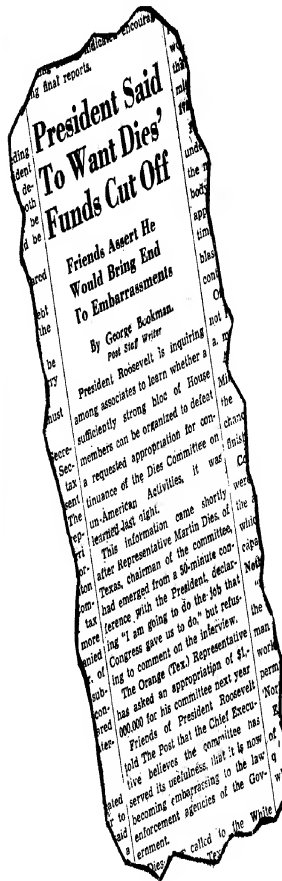 final reports.
President Said
To Want Dies'
Funds Cut Off
Friends Assert He
Would Bring End
To Embarrassments
By George Bookman.
Post Staff Writer
President Roosevelt is inquiring
among associates to learn whether a
sufficiently strong bloc of House
members can be organized to defeat
a requested appropriation for con-
tinuance of the Dies Committee on
un-American Activities, it was
learned last night.
This information came shortly
after Representative Martin Dies, of
Texas, chairman of the committee,
had emerged from a 50-minute con-
ference with the President, declar-
ing "I am going to do the job that
Congress gave us to do," but refus-
ing to comment on the interview.
The Orange (Tex.) Representative
has asked an appropriation of $1,-
000,000 for his committee next year
Friends of President Roosevelt
told The Post that the Chief Execu-
tive believes the committee has
served its usefulness, that it is now
becoming embarrassing to the law
enforcement agencies of the Gov-
ernment.
Dies called to the White